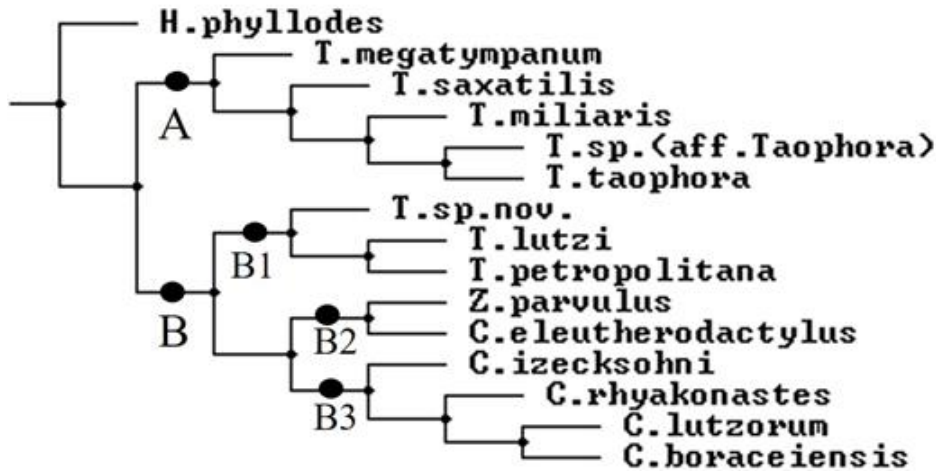 H.phyllodes
T.megatympanum
T.saxatilis
A
T.miliaris
T.sp.(aff.Taophora)
T.taophora
T.sp.nov.
T.lutzi
B1
T.petropolitana
Z.parvulus
B
B2
C.eleutherodactylus
C.izecksohni
C.rhyakonastes
B3
C.lutzorum
C.boraceiensis